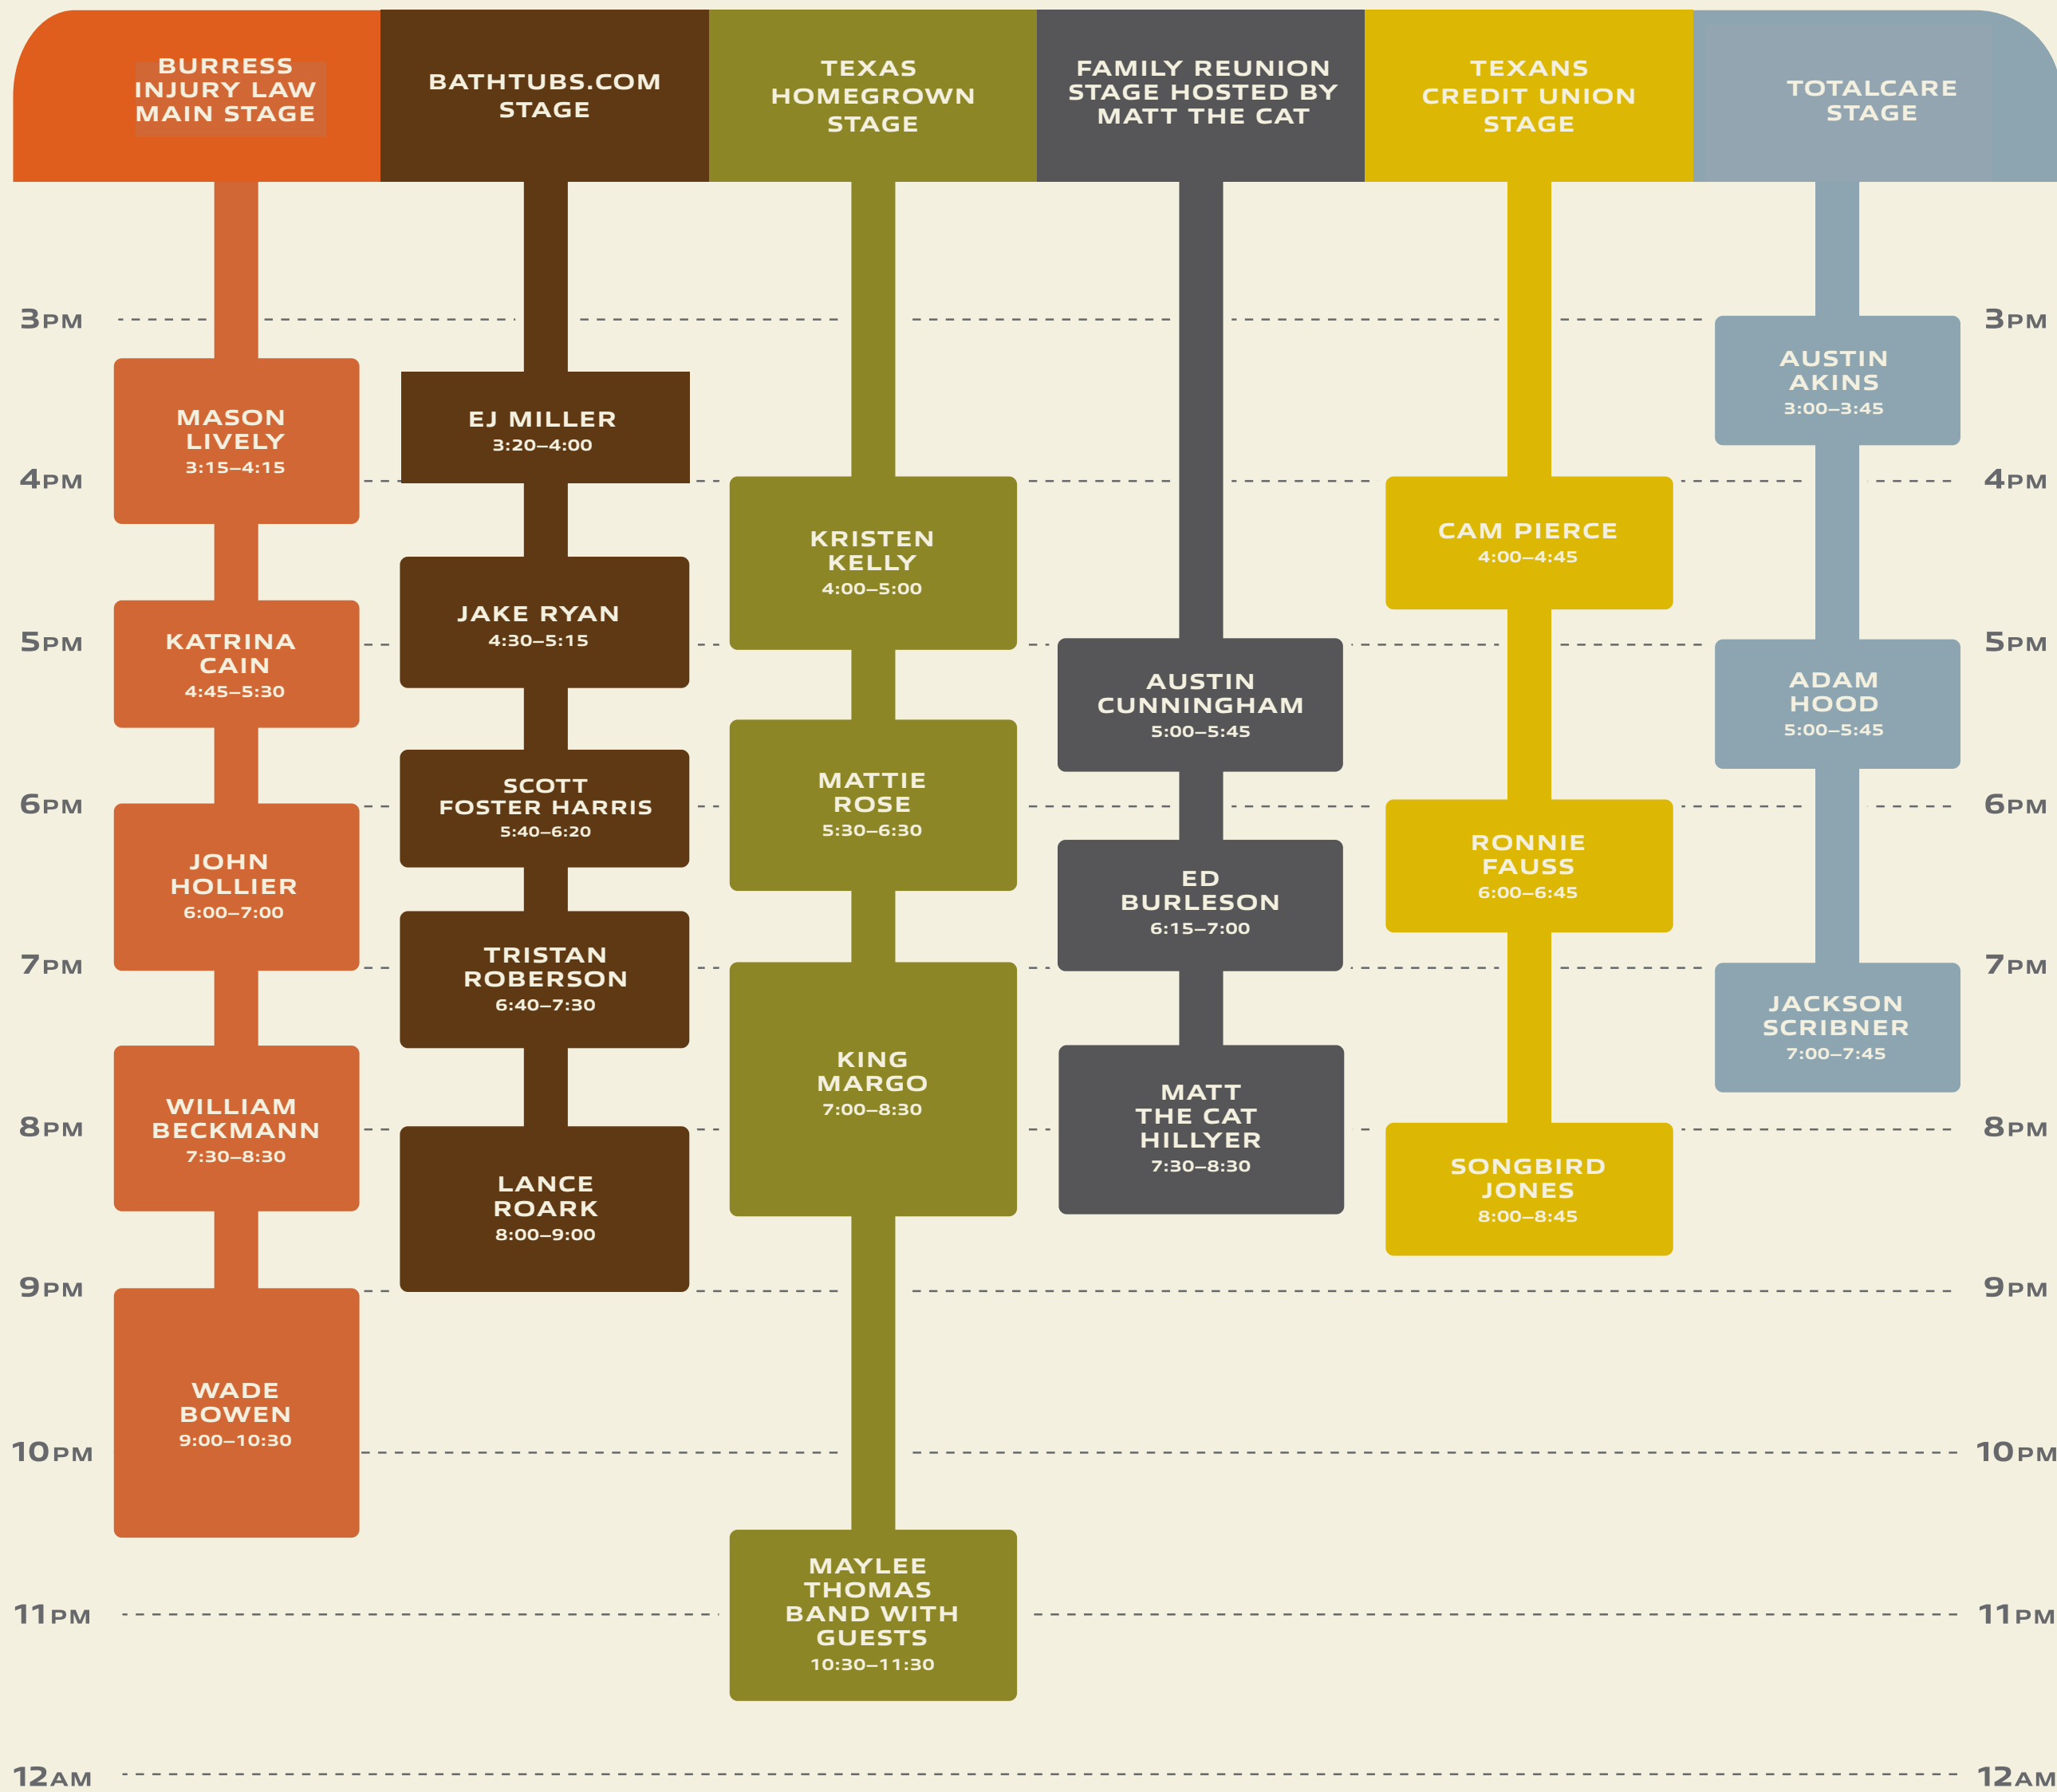 BURRESS
INJURY LAW
MAIN STAGE
BATHTUBS.COM
STAGE
TEXAS
HOMEGROWN
STAGE
FAMILY REUNION
STAGE HOSTED BY
MATT THE CAT
TEXANS
CREDIT UNION
STAGE
TOTALCARE
STAGE
3PM
4PM
5PM
6PM
7PM
8PM
9PM
10PM
11PM
12AM
MASON
LIVELY
3:15–4:15
KATRINA
CAIN
4:45–5:30
JOHN
HOLLIER
6:00–7:00
WILLIAM
BECKMANN
7:30–8:30
WADE
BOWEN
9:00–10:30
EJ MILLER
3:20–4:00
JAKE RYAN
4:30–5:15
SCOTT
FOSTER HARRIS
5:40–6:20
TRISTAN
ROBERSON
6:40–7:30
LANCE
ROARK
8:00–9:00
KRISTEN
KELLY
4:00–5:00
MATTIE
ROSE
5:30–6:30
KING
MARGO
7:00–8:30
MAYLEE
THOMAS
BAND WITH
GUESTS
10:30–11:30
AUSTIN
CUNNINGHAM
5:00–5:45
ED
BURLESON
6:15–7:00
MATT
THE CAT
HILLYER
7:30–8:30
CAM PIERCE
4:00–4:45
RONNIE
FAUSS
6:00–6:45
SONGBIRD
JONES
8:00–8:45
AUSTIN
AKINS
3:00–3:45
ADAM
HOOD
5:00–5:45
JACKSON
SCRIBNER
7:00–7:45
3PM
4PM
5PM
6PM
7PM
8PM
9PM
10PM
11PM
12AM